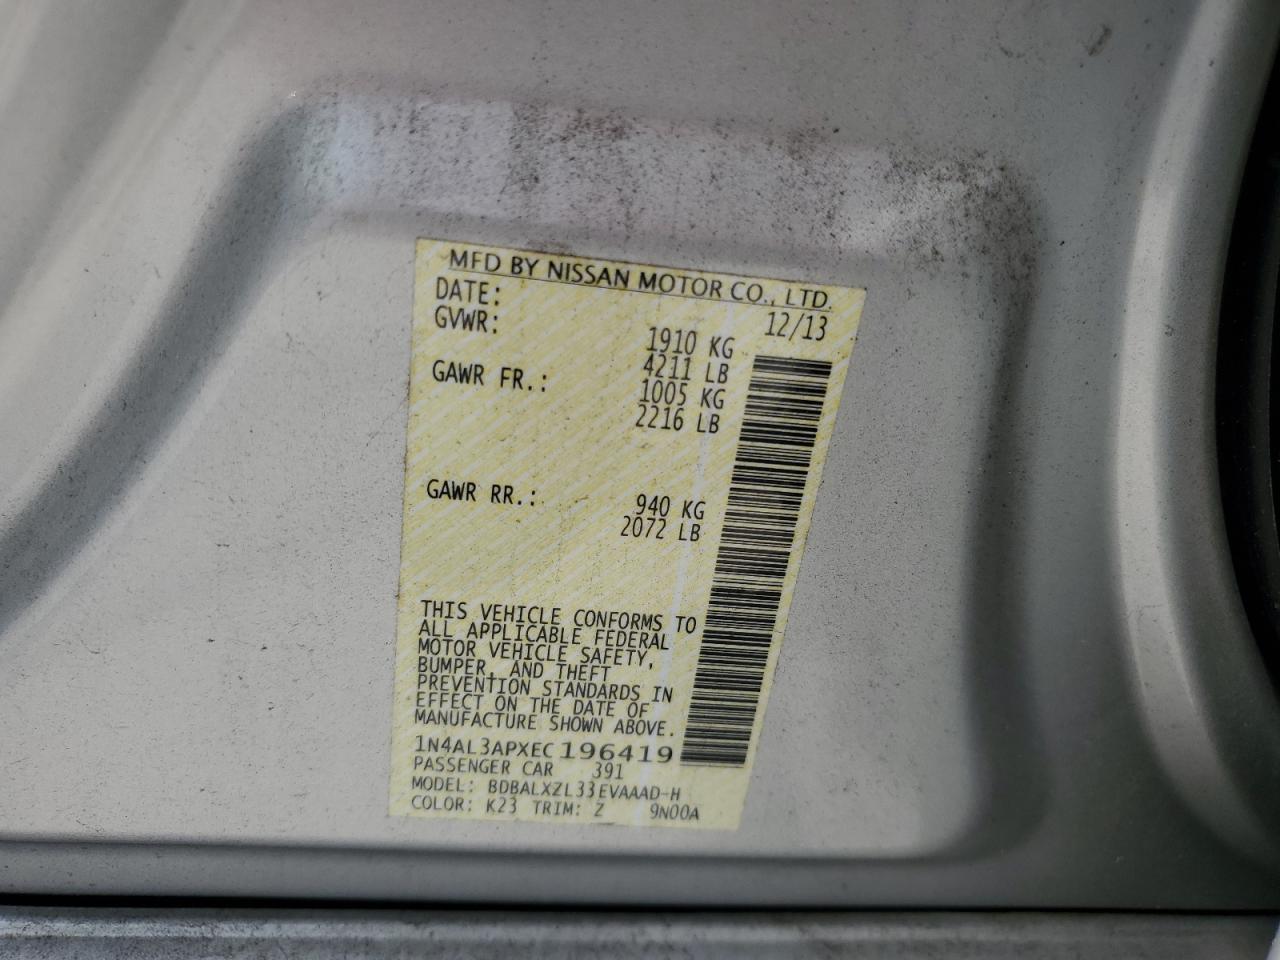 MFD BY NISSAN MOTOR CO., LTD.
DATE: 12/13
GVWR: 1910 KG
4211 LB
GAWR FR.: 1005 KG
2216 LB
GAWR RR.: 940 KG
2072 LB
THIS VEHICLE CONFORMS TO
ALL APPLICABLE FEDERAL
MOTOR VEHICLE SAFETY,
BUMPER, AND THEFT
PREVENTION STANDARDS IN
EFFECT ON THE DATE OF
MANUFACTURE SHOWN ABOVE.
1N4AL3APXEC196419
PASSENGER CAR 391
MODEL: BDBALXZL33EVAAAD-H
COLOR: K23 TRIM: Z 9N00A